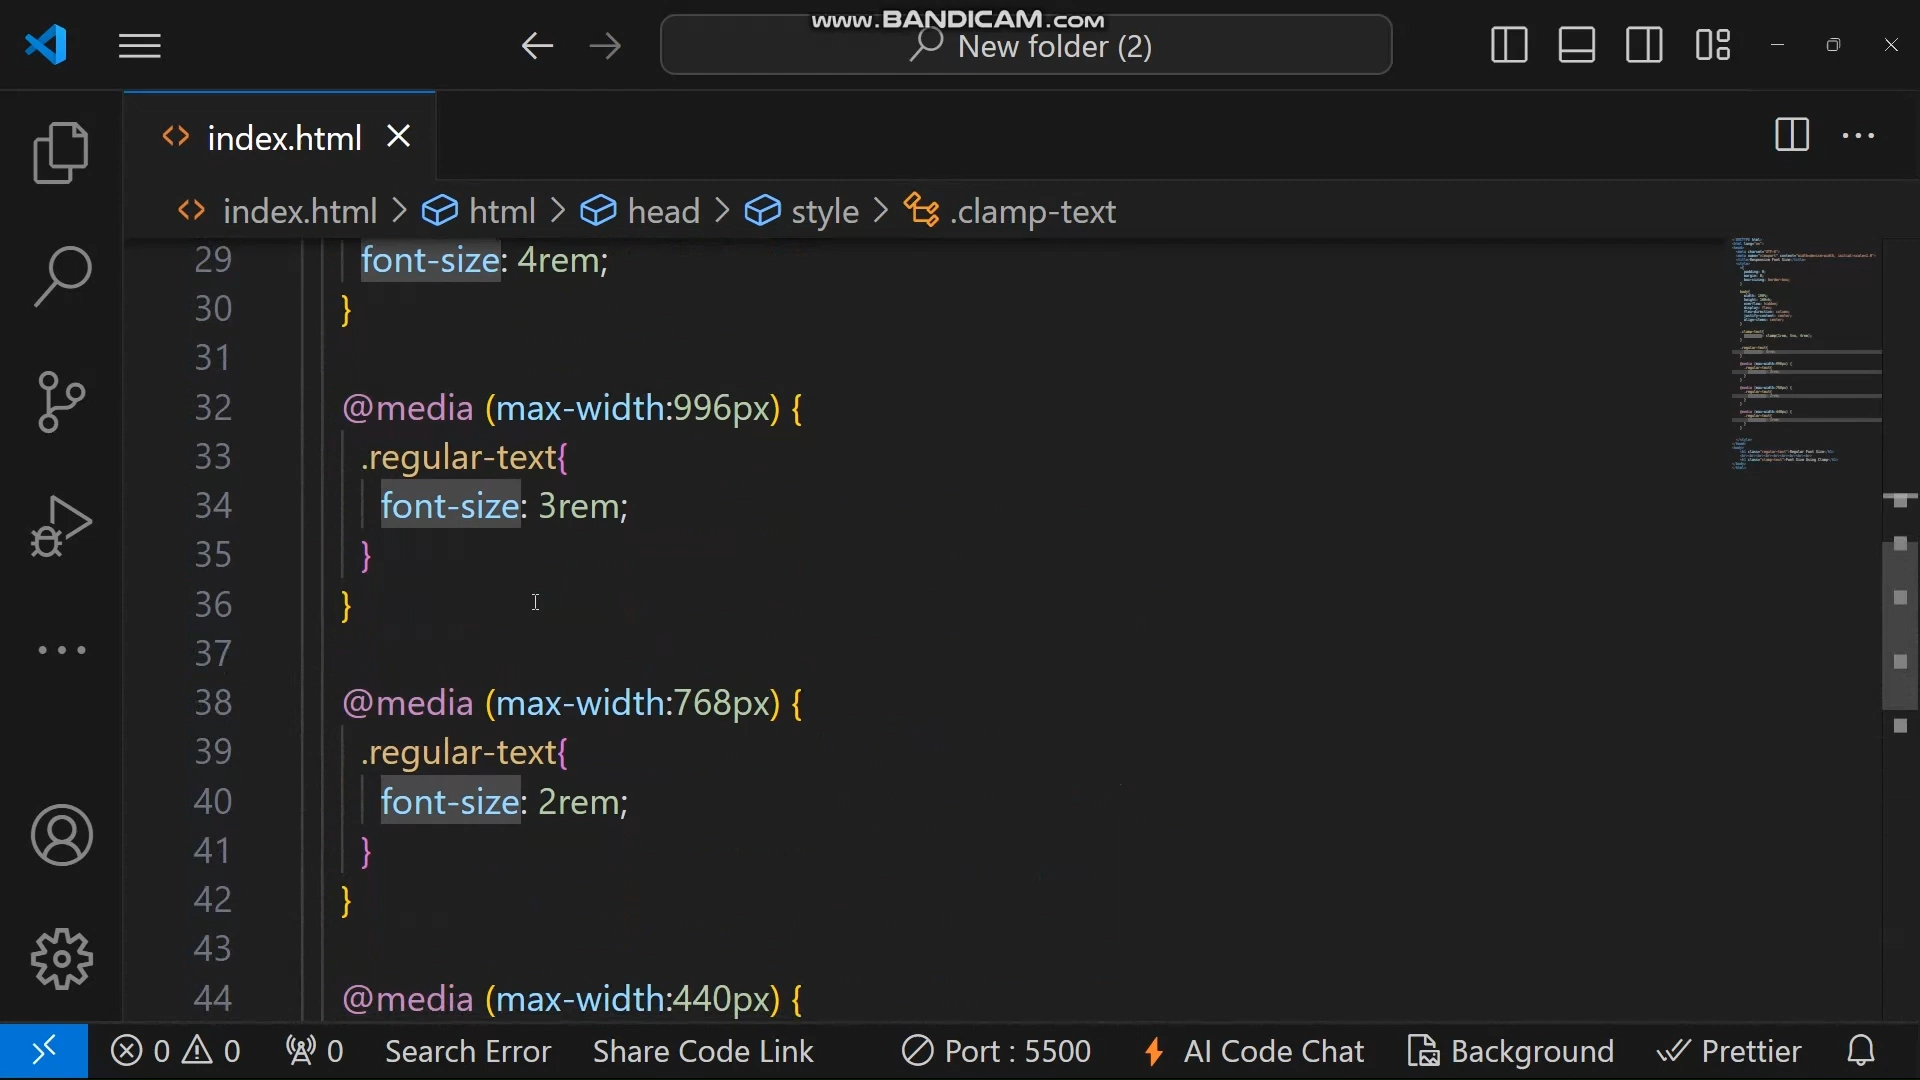 www.BANDICAM.com
New folder (2)
index.html
index.html > html > head > style > .clamp-text
29 font-size: 4rem;
30 }
31
32 @media (max-width:996px) {
33 .regular-text{
34 font-size: 3rem;
35 }
36 }
37
38 @media (max-width:768px) {
39 .regular-text{
40 font-size: 2rem;
41 }
42 }
43
44 @media (max-width:440px) {
0 0 0 Search Error Share Code Link Port : 5500 AI Code Chat Background Prettier